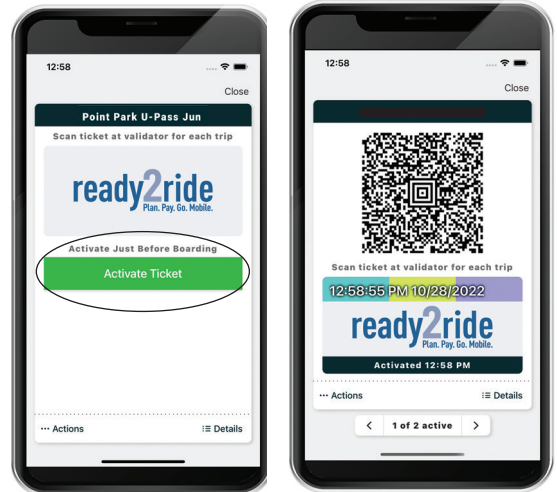 12:58
Close
Point Park U-Pass Jun
Scan ticket at validator for each trip
ready2ride
Plan. Pay. Go. Mobile.
Activate Just Before Boarding
Activate Ticket
Actions
Details
12:58
Close
Scan ticket at validator for each trip
12:58:55 PM 10/28/2022
ready2ride
Plan. Pay. Go. Mobile.
Activated 12:58 PM
Actions
Details
1 of 2 active